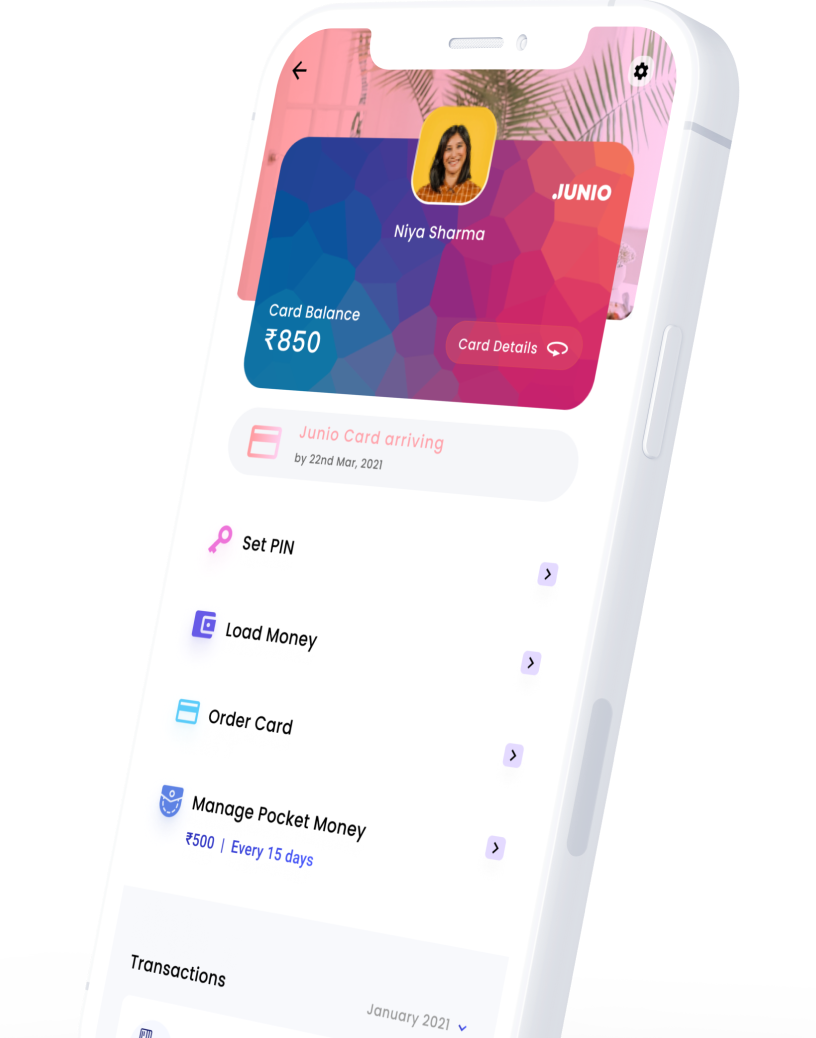 .JUNIO
Niya Sharma
Card Balance
₹850
Card Details
Junio Card arriving
by 22nd Mar, 2021
Set PIN
Load Money
Order Card
Manage Pocket Money
₹500 | Every 15 days
Transactions
January 2021